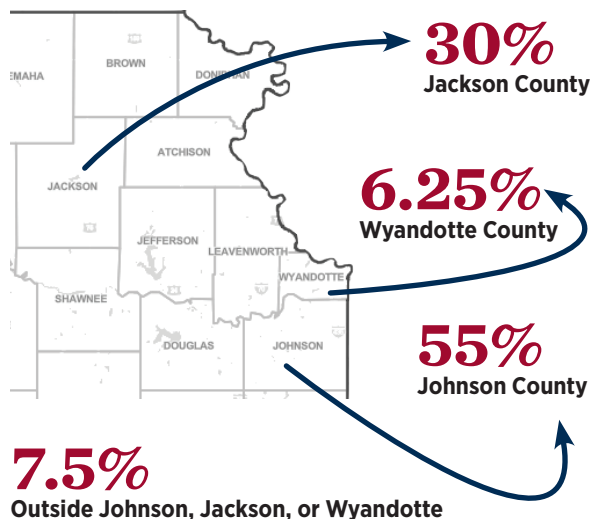 30%
Jackson County
BROWN
DONIPHAN
EMAHA
ATCHISON
JACKSON
6.25%
Wyandotte County
JEFFERSON
LEAVENWORTH
WYANDOTTE
SHAWNEE
DOUGLAS
JOHNSON
55%
Johnson County
7.5%
Outside Johnson, Jackson, or Wyandotte